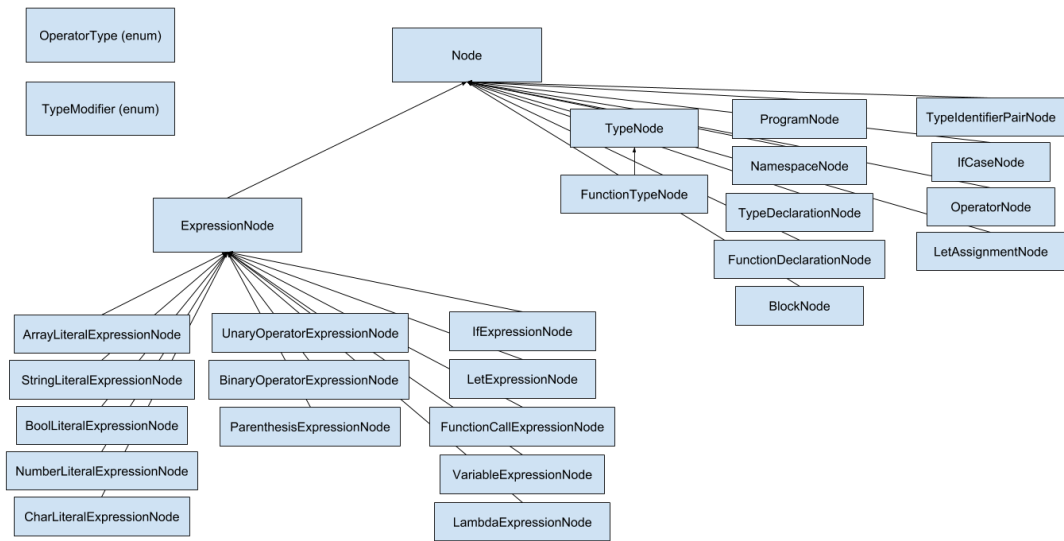 OperatorType (enum)
TypeModifier (enum)
Node
TypeNode
ProgramNode
TypeIdentifierPairNode
NamespaceNode
IfCaseNode
FunctionTypeNode
TypeDeclarationNode
OperatorNode
FunctionDeclarationNode
LetAssignmentNode
BlockNode
ExpressionNode
ArrayLiteralExpressionNode
UnaryOperatorExpressionNode
IfExpressionNode
StringLiteralExpressionNode
BinaryOperatorExpressionNode
LetExpressionNode
BoolLiteralExpressionNode
ParenthesisExpressionNode
FunctionCallExpressionNode
NumberLiteralExpressionNode
VariableExpressionNode
CharLiteralExpressionNode
LambdaExpressionNode